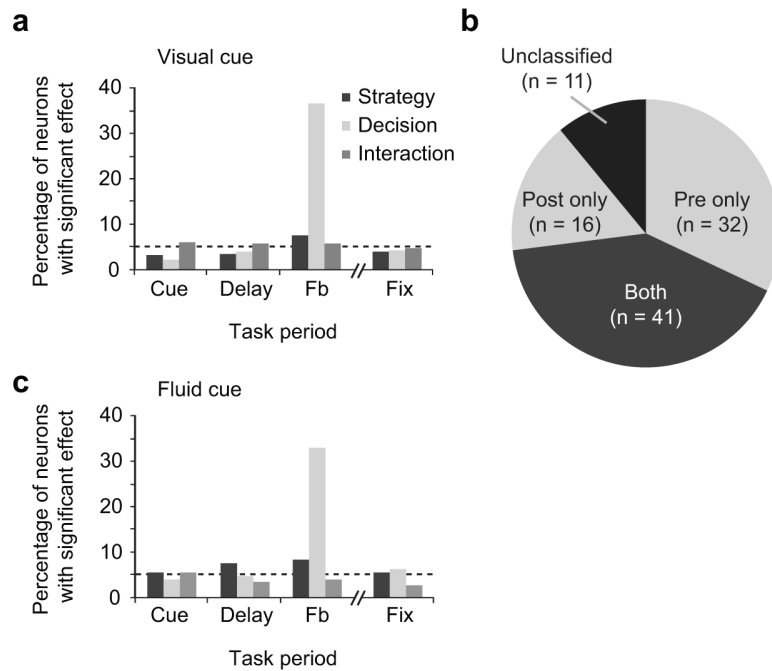 a
Visual cue
Percentage of neurons
with significant effect
40
30
20
10
0
Strategy
Decision
Interaction
Cue
Delay
Fb
Fix
Task period
b
Unclassified
(n = 11)
Post only
(n = 16)
Pre only
(n = 32)
Both
(n = 41)
c
Fluid cue
Percentage of neurons
with significant effect
40
30
20
10
0
Cue
Delay
Fb
Fix
Task period